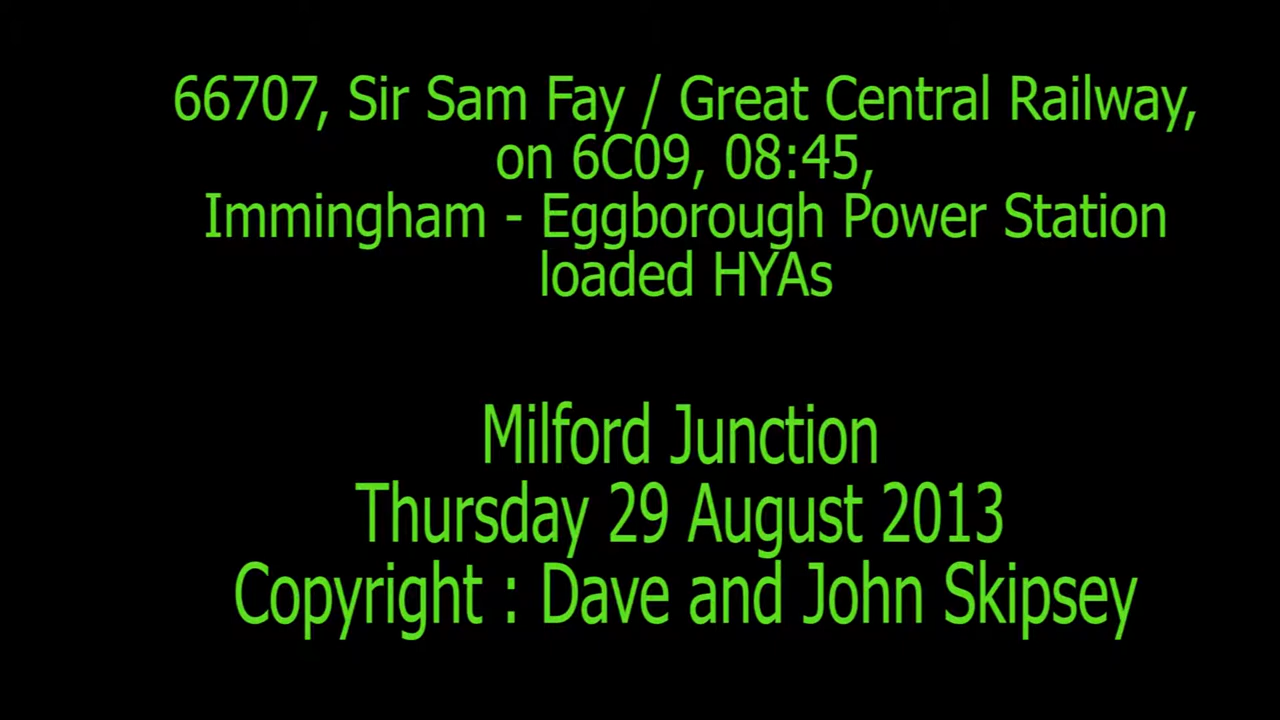 66707, Sir Sam Fay / Great Central Railway,
on 6C09, 08:45,
Immingham - Eggborough Power Station
loaded HYAs
Milford Junction
Thursday 29 August 2013
Copyright : Dave and John Skipsey